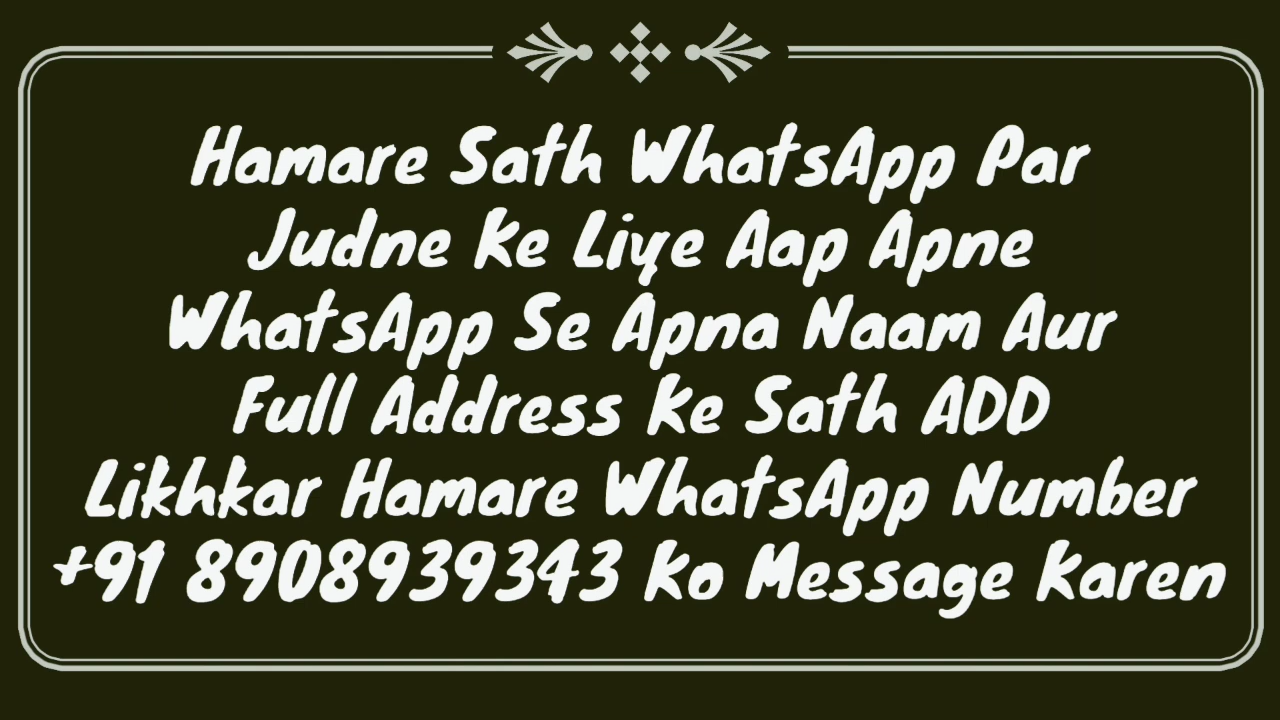 Hamare Sath WhatsApp Par
Judne Ke Liye Aap Apne
WhatsApp Se Apna Naam Aur
Full Address Ke Sath ADD
Likhkar Hamare WhatsApp Number
+91 8908939343 Ko Message Karen